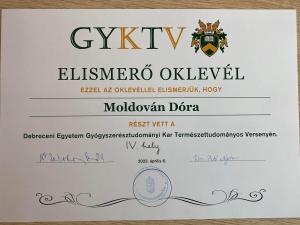 GYKTV
ELISMERŐ OKLEVÉL
EZZEL AZ OKLEVÉLLEL ELISMERJÜK, HOGY
Moldován Dóra
RÉSZT VETT A
Debreceni Egyetem Gyógyszerésztudományi Kar Természettudományos Versenyén.
IV. hely